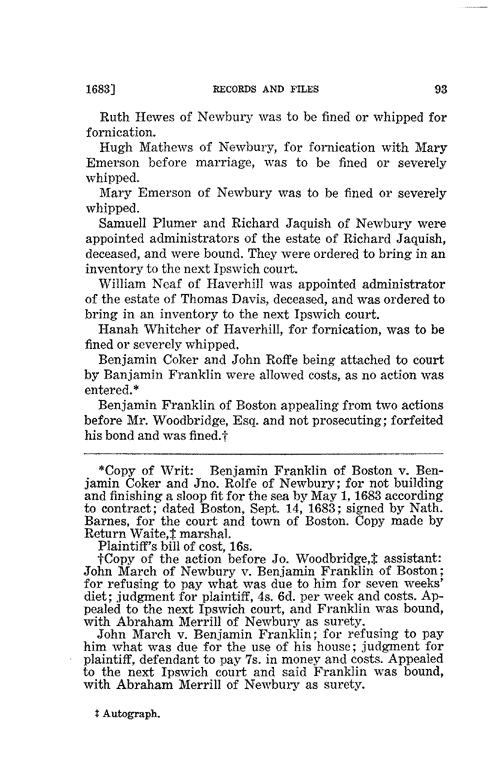 1683] RECORDS AND FILES 93
Ruth Hewes of Newbury was to be fined or whipped for
fornication.
Hugh Mathews of Newbury, for fornication with Mary
Emerson before marriage, was to be fined or severely
whipped.
Mary Emerson of Newbury was to be fined or severely
whipped.
Samuell Plumer and Richard Jaquish of Newbury were
appointed administrators of the estate of Richard Jaquish,
deceased, and were bound. They were ordered to bring in an
inventory to the next Ipswich court.
William Neaf of Haverhill was appointed administrator
of the estate of Thomas Davis, deceased, and was ordered to
bring in an inventory to the next Ipswich court.
Hanah Whitcher of Haverhill, for fornication, was to be
fined or severely whipped.
Benjamin Coker and John Roffe being attached to court
by Banjamin Franklin were allowed costs, as no action was
entered.*
Benjamin Franklin of Boston appealing from two actions
before Mr. Woodbridge, Esq. and not prosecuting; forfeited
his bond and was fined.†
*Copy of Writ: Benjamin Franklin of Boston v. Ben-
jamin Coker and Jno. Rolfe of Newbury; for not building
and finishing a sloop fit for the sea by May 1, 1683 according
to contract; dated Boston, Sept. 14, 1683; signed by Nath.
Barnes, for the court and town of Boston. Copy made by
Return Waite,‡ marshal.
Plaintiff's bill of cost, 16s.
†Copy of the action before Jo. Woodbridge,‡ assistant:
John March of Newbury v. Benjamin Franklin of Boston;
for refusing to pay what was due to him for seven weeks'
diet; judgment for plaintiff, 4s. 6d. per week and costs. Ap-
pealed to the next Ipswich court, and Franklin was bound,
with Abraham Merrill of Newbury as surety.
John March v. Benjamin Franklin; for refusing to pay
him what was due for the use of his house; judgment for
plaintiff, defendant to pay 7s. in money and costs. Appealed
to the next Ipswich court and said Franklin was bound,
with Abraham Merrill of Newbury as surety.
‡ Autograph.